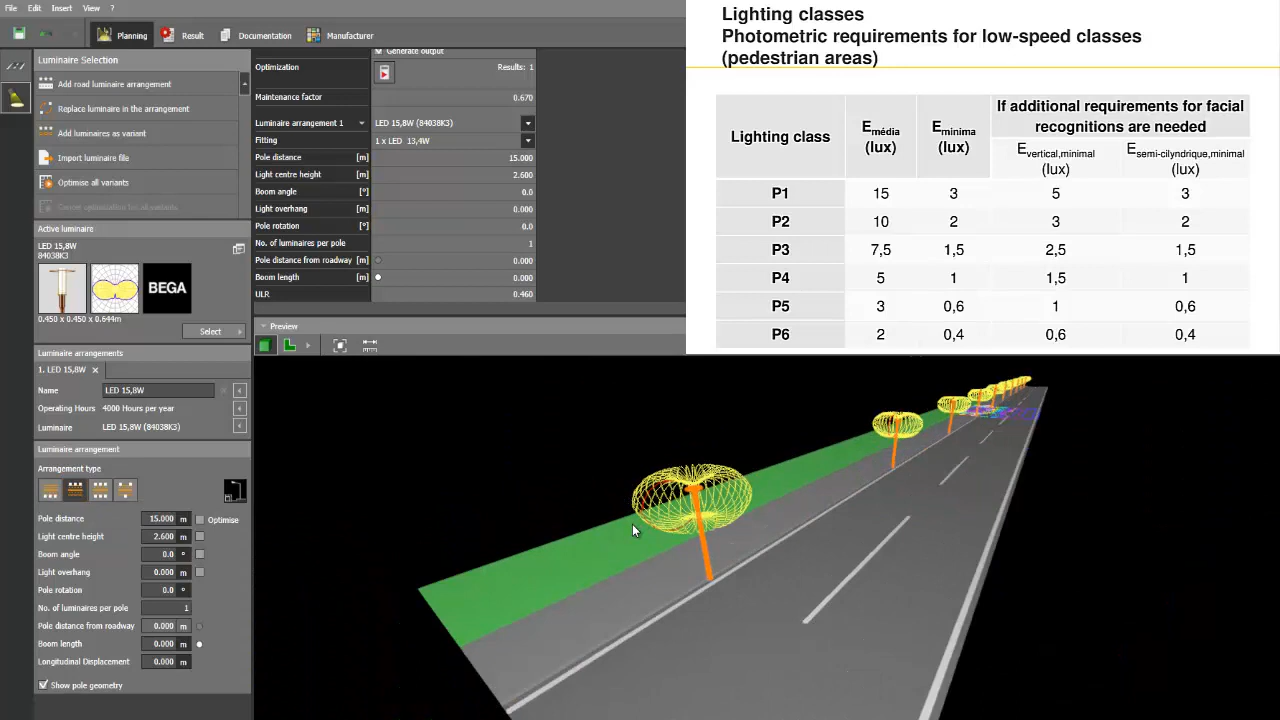 File Edit Insert View ?
Planning Result Documentation Manufacturer
Luminaire Selection
Add road luminaire arrangement
Replace luminaire in the arrangement
Add luminaires as variant
Import luminaire file
Optimise all variants
Active luminaire
LED 15,8W
84038K3
BEGA
0.450 x 0.450 x 0.644m
Select
Luminaire arrangements
1. LED 15,8W
Name LED 15,8W
Operating Hours 4000 Hours per year
Luminaire LED 15,8W (84038K3)
Luminaire arrangement
Arrangement type
Pole distance 15.000 m Optimise
Light centre height 2.600 m
Boom angle 0.0 °
Light overhang 0.000 m
Pole rotation 0.0 °
No. of luminaires per pole 1
Pole distance from roadway 0.000 m
Boom length 0.000 m
Longitudinal Displacement 0.000 m
Show pole geometry
Generate output
Optimization Results: 1
Maintenance factor 0.670
Luminaire arrangement 1 LED 15,8W (84038K3)
Fitting 1 x LED 13,4W
Pole distance [m] 15.000
Light centre height [m] 2.600
Boom angle [°] 0.0
Light overhang [m] 0.000
Pole rotation [°] 0.0
No. of luminaires per pole 1
Pole distance from roadway [m] 0.000
Boom length [m] 0.000
ULR 0.460
Preview
Lighting classes
Photometric requirements for low-speed classes
(pedestrian areas)
Lighting class Emédia (lux) Eminima (lux) If additional requirements for facial recognitions are needed
Evertical,minimal (lux) Esemi-cilyndrique,minimal (lux)
P1 15 3 5 3
P2 10 2 3 2
P3 7,5 1,5 2,5 1,5
P4 5 1 1,5 1
P5 3 0,6 1 0,6
P6 2 0,4 0,6 0,4